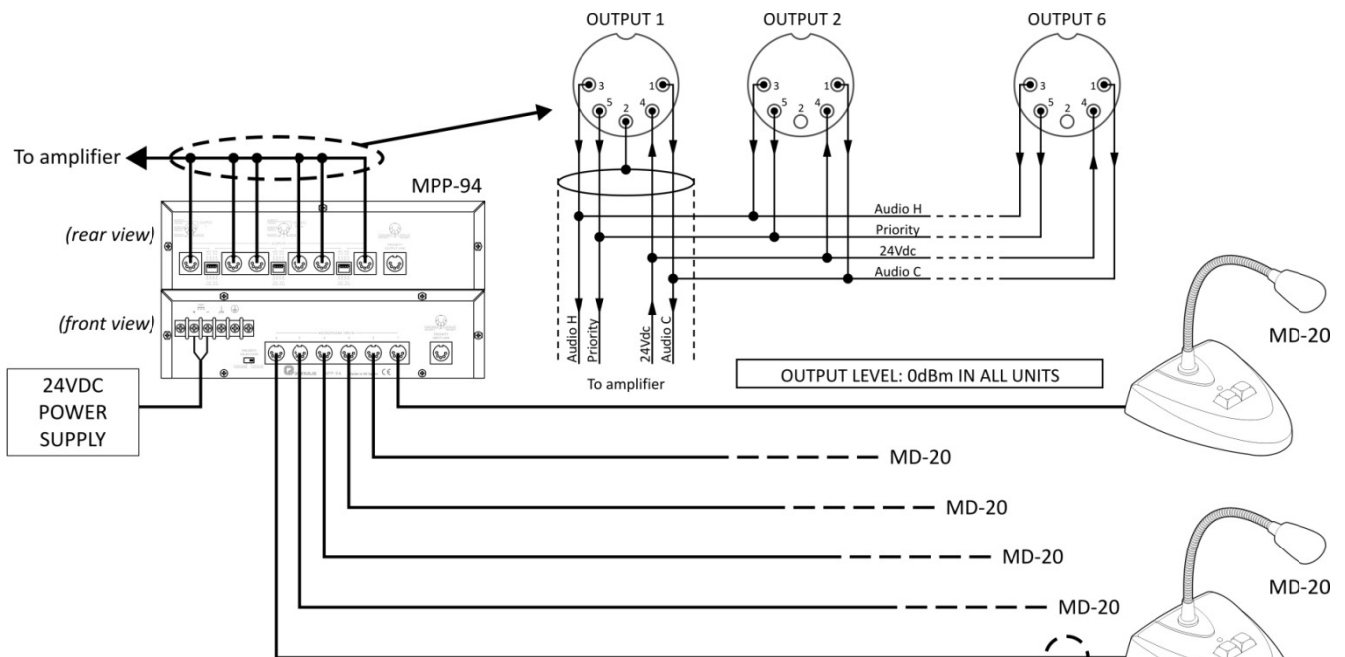 OUTPUT 1
OUTPUT 2
OUTPUT 6
3
1
5
2
4
3
1
5
2
4
3
1
5
2
4
To amplifier
MPP-94
(rear view)
(front view)
24VDC
POWER
SUPPLY
Audio H
Priority
24Vdc
Audio C
Audio H
Priority
24Vdc
Audio C
To amplifier
OUTPUT LEVEL: 0dBm IN ALL UNITS
MD-20
MD-20
MD-20
MD-20
MD-20
MD-20